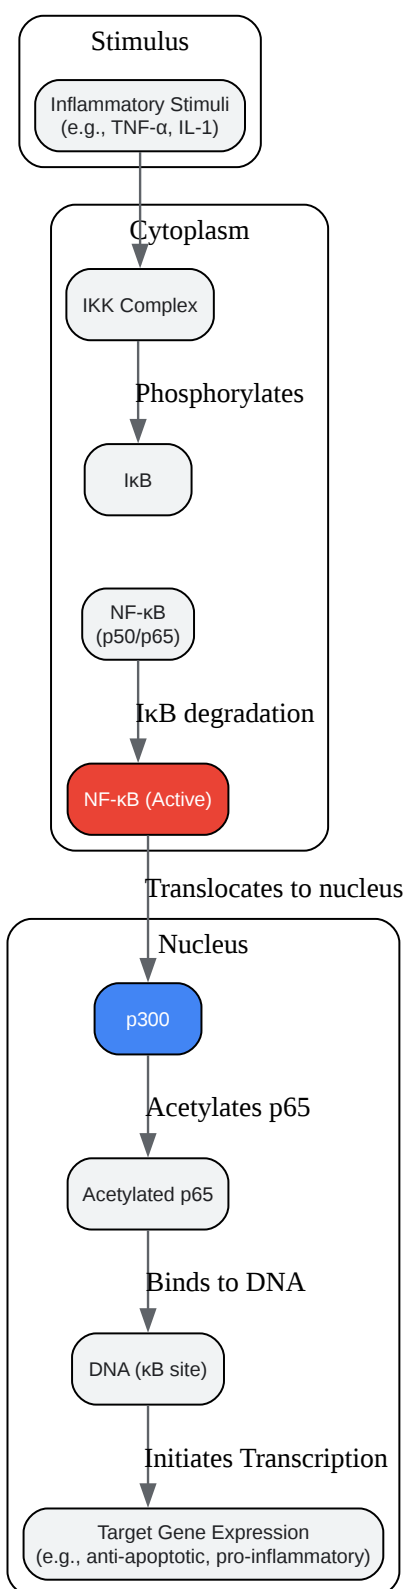 Stimulus
Inflammatory Stimuli
(e.g., TNF-α, IL-1)
Cytoplasm
IKK Complex
Phosphorylates
IκB
NF-κB
(p50/p65)
IκB degradation
NF-κB (Active)
Translocates to nucleus
Nucleus
p300
Acetylates p65
Acetylated p65
Binds to DNA
DNA (κB site)
Initiates Transcription
Target Gene Expression
(e.g., anti-apoptotic, pro-inflammatory)